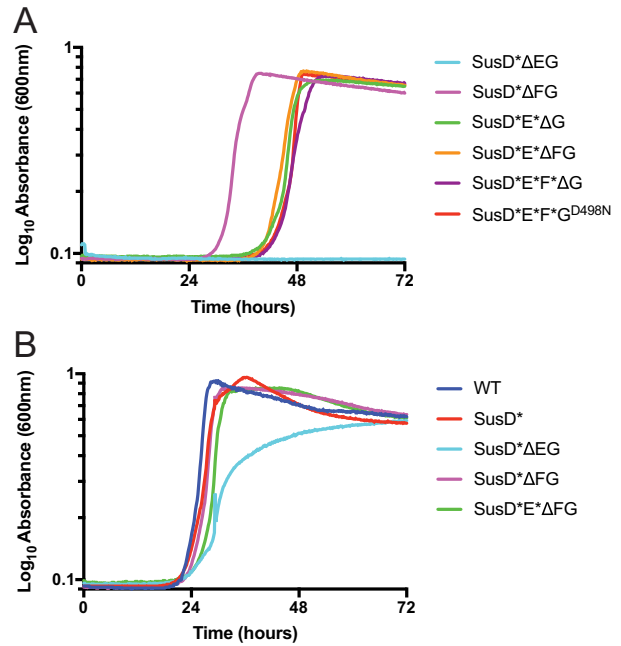 A
Log₁₀ Absorbance (600nm)
1
0.1
0 24 48 72
Time (hours)
SusD*ΔEG
SusD*ΔFG
SusD*E*ΔG
SusD*E*ΔFG
SusD*E*F*ΔG
SusD*E*F*Gᴰ⁴⁹⁸ᴺ
B
Log₁₀ Absorbance (600nm)
1
0.1
0 24 48 72
Time (hours)
WT
SusD*
SusD*ΔEG
SusD*ΔFG
SusD*E*ΔFG